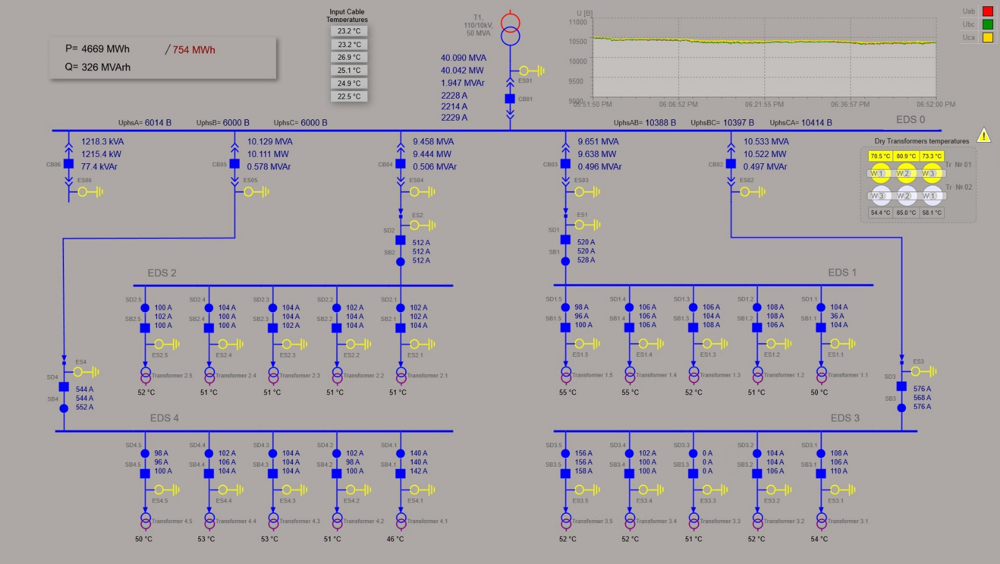 Input Cable
Temperatures
23.2 °C
23.2 °C
26.9 °C
25.1 °C
24.9 °C
22.5 °C
P= 4669 MWh / 754 MWh
Q= 326 MVArh
T1,
110/10kV,
50 MVA
40.090 MVA
40.042 MW
1.947 MVAr
2228 A
2214 A
2229 A
ES01
CB01
U [B]
11000
10500
10000
9500
9000
05:51:50 PM 06:06:52 PM 06:21:55 PM 06:36:57 PM 06:52:00 PM
Uab
Ubc
Uca
UphsA= 6014 B UphsB= 6000 B UphsC= 6000 B UphsAB= 10388 B UphsBC= 10397 B UphsCA= 10414 B EDS 0
1218.3 kVA
1215.4 kW
77.4 kVAr
CB06
ES06
10.129 MVA
10.111 MW
0.578 MVAr
CB05
ES05
9.458 MVA
9.444 MW
0.506 MVAr
CB04
ES04
9.651 MVA
9.638 MW
0.496 MVAr
CB03
ES03
10.533 MVA
10.522 MW
0.497 MVAr
CB02
ES02
Dry Transformers temperatures
70.5 °C 80.9 °C 73.3 °C
W 1 W 2 W 3 Tr № 01
W 3 W 2 W 1 Tr № 02
54.4 °C 65.0 °C 58.1 °C
ES2
SD2
SB2
512 A
512 A
512 A
ES1
SD1
SB1
520 A
520 A
528 A
EDS 2
SD2.5 SD2.4 SD2.3 SD2.2 SD2.1
100 A 104 A 104 A 102 A 102 A
102 A 100 A 104 A 104 A 102 A
SB2.5 SB2.4 SB2.3 SB2.2 SB2.1
100 A 100 A 102 A 104 A 104 A
ES2.5 ES2.4 ES2.3 ES2.2 ES2.1
Transformer 2.5 Transformer 2.4 Transformer 2.3 Transformer 2.2 Transformer 2.1
52 °C 51 °C 51 °C 51 °C 51 °C
EDS 1
SD1.5 SD1.4 SD1.3 SD1.2 SD1.1
98 A 106 A 106 A 108 A 104 A
96 A 106 A 104 A 108 A 36 A
SB1.5 SB1.4 SB1.3 SB1.2 SB1.1
100 A 106 A 108 A 106 A 104 A
ES1.5 ES1.4 ES1.3 ES1.2 ES1.1
Transformer 1.5 Transformer 1.4 Transformer 1.3 Transformer 1.2 Transformer 1.1
55 °C 55 °C 52 °C 51 °C 50 °C
ES4
SD4
SB4
544 A
544 A
552 A
ES3
SD3
SB3
576 A
568 A
576 A
EDS 4
SD4.5 SD4.4 SD4.3 SD4.2 SD4.1
98 A 102 A 104 A 102 A 140 A
96 A 106 A 104 A 98 A 140 A
SB4.5 SB4.4 SB4.3 SB4.2 SB4.1
100 A 104 A 104 A 100 A 142 A
ES4.5 ES4.4 ES4.3 ES4.2 ES4.1
Transformer 4.5 Transformer 4.4 Transformer 4.3 Transformer 4.2 Transformer 4.1
50 °C 53 °C 53 °C 51 °C 46 °C
EDS 3
SD3.5 SD3.4 SD3.3 SD3.2 SD3.1
156 A 102 A 0 A 104 A 108 A
156 A 100 A 0 A 104 A 106 A
SB3.5 SB3.4 SB3.3 SB3.2 SB3.1
158 A 100 A 0 A 106 A 110 A
ES3.5 ES3.4 ES3.3 ES3.2 ES3.1
Transformer 3.5 Transformer 3.4 Transformer 3.3 Transformer 3.2 Transformer 3.1
52 °C 52 °C 51 °C 52 °C 54 °C